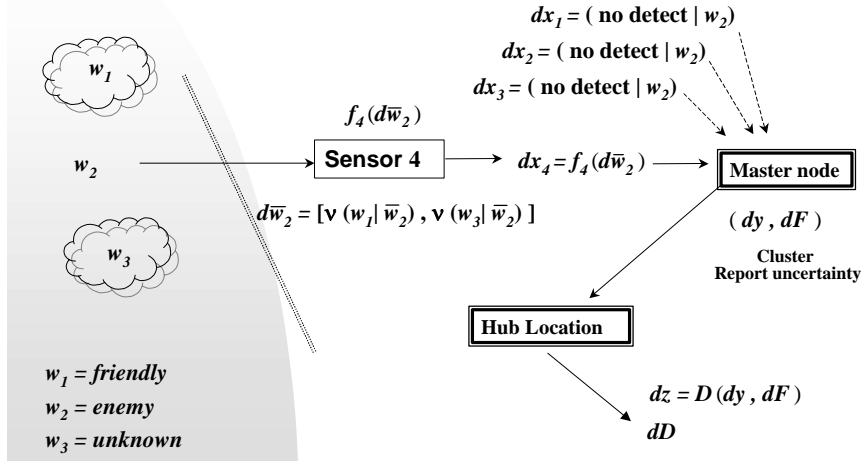 dx₁ = ( no detect | w₂)
dx₂ = ( no detect | w₂)
dx₃ = ( no detect | w₂)
w₁
f₄(dw̅₂)
w₂
Sensor 4
dx₄=f₄(dw̅₂)
Master node
dw̅₂ = [ν (w₁| w̅₂) , ν (w₃| w̅₂) ]
w₃
( dy , dF )
Cluster
Report uncertainty
Hub Location
w₁ = friendly
w₂ = enemy
w₃ = unknown
dz = D (dy , dF )
dD